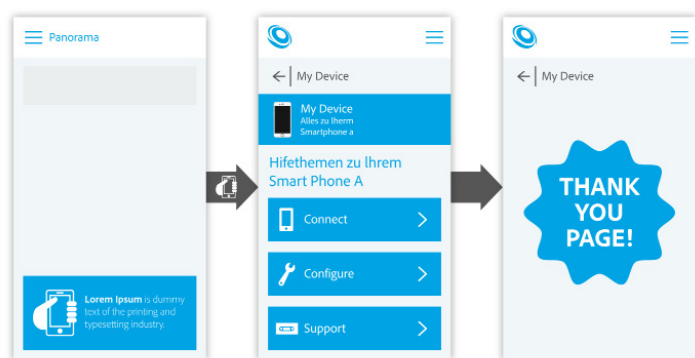 Panorama
Lorem Ipsum is dummy
text of the printing and
typesetting industry.
My Device
My Device
Alles zu Iherm
Smartphone a
Hifethemen zu Ihrem
Smart Phone A
Connect
Configure
Support
My Device
THANK
YOU
PAGE!